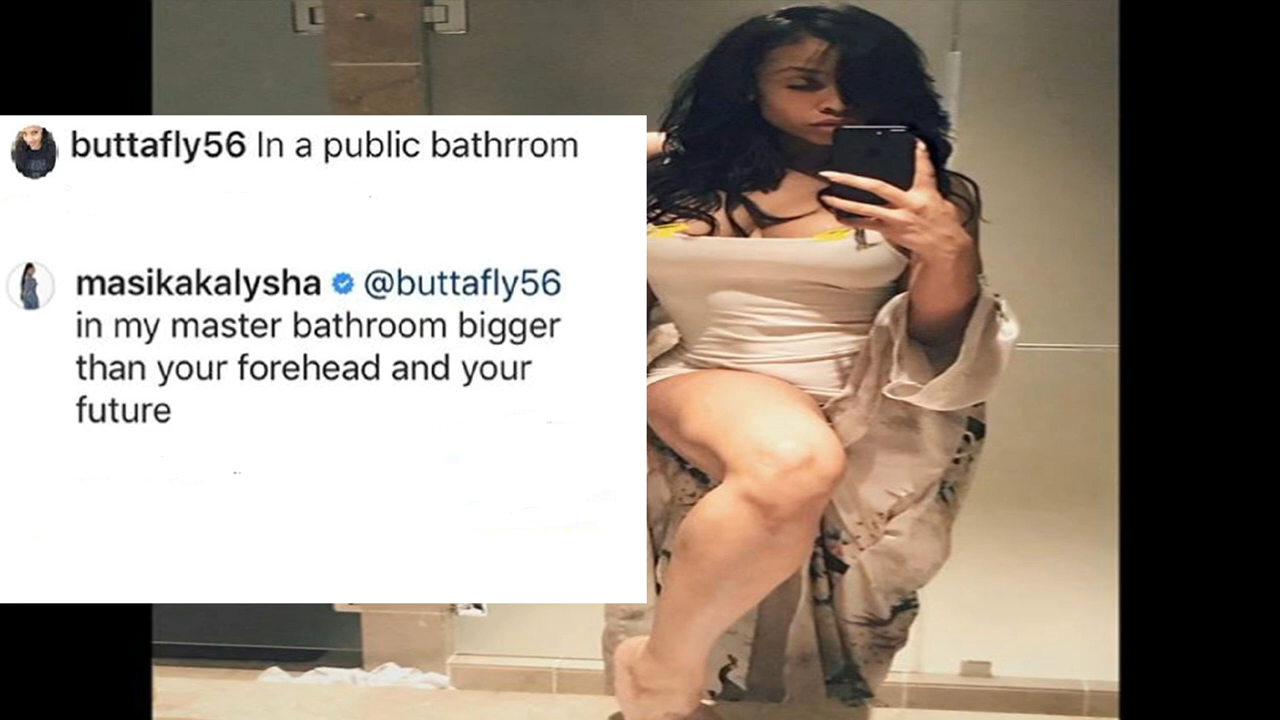 buttafly56 In a public bathrrom
masikakalysha @buttafly56
in my master bathroom bigger
than your forehead and your
future